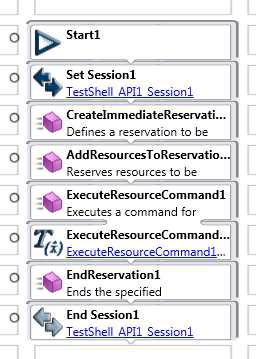 Start1
Set Session1
TestShell_API1_Session1
CreateImmediateReservati...
Defines a reservation to be
AddResourcesToReservatio...
Reserves resources to be
ExecuteResourceCommand1
Executes a command for
T(x)
ExecuteResourceCommand...
ExecuteResourceCommand1...
EndReservation1
Ends the specified
End Session1
TestShell_API1_Session1